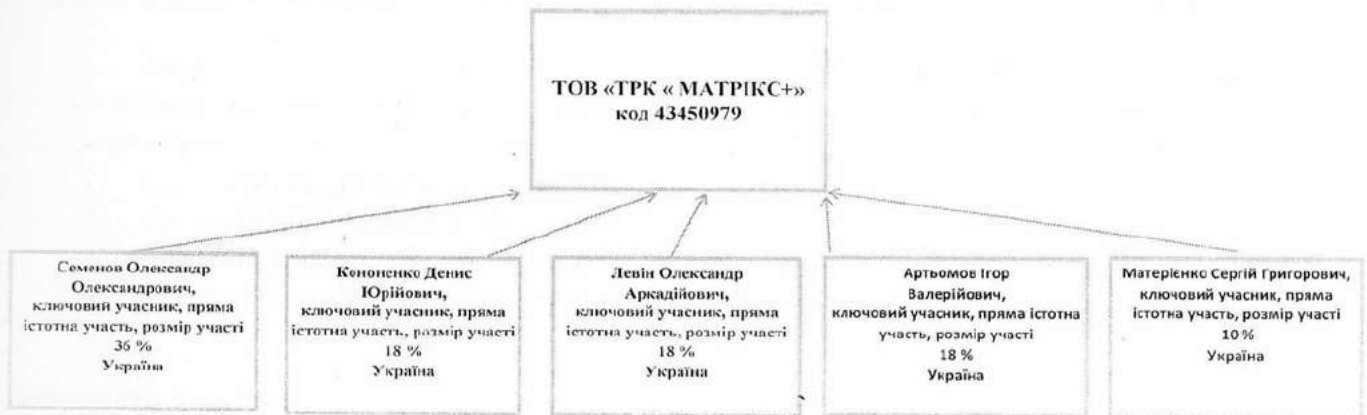 ТОВ «ТРК « МАТРІКС+»
код 43450979
Семенов Олександр
Олександрович,
ключовий учасник, пряма
істотна участь, розмір участі
36 %
Україна
Кононенко Денис
Юрійович,
ключовий учасник, пряма
істотна участь, розмір участі
18 %
Україна
Левін Олександр
Аркадійович,
ключовий учасник, пряма
істотна участь, розмір участі
18 %
Україна
Артьомов Ігор
Валерійович,
ключовий учасник, пряма істотна
участь, розмір участі
18 %
Україна
Матерієнко Сергій Григорович,
ключовий учасник, пряма
істотна участь, розмір участі
10 %
Україна